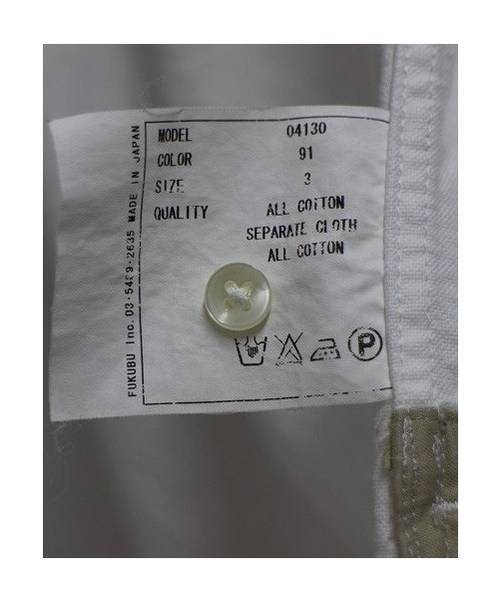 MODEL 04130
COLOR 91
SIZE 3
QUALITY ALL COTTON
SEPARATE CLOTH
ALL COTTON
P
FUKUBU Inc. 03-5489-2635 MADE IN JAPAN